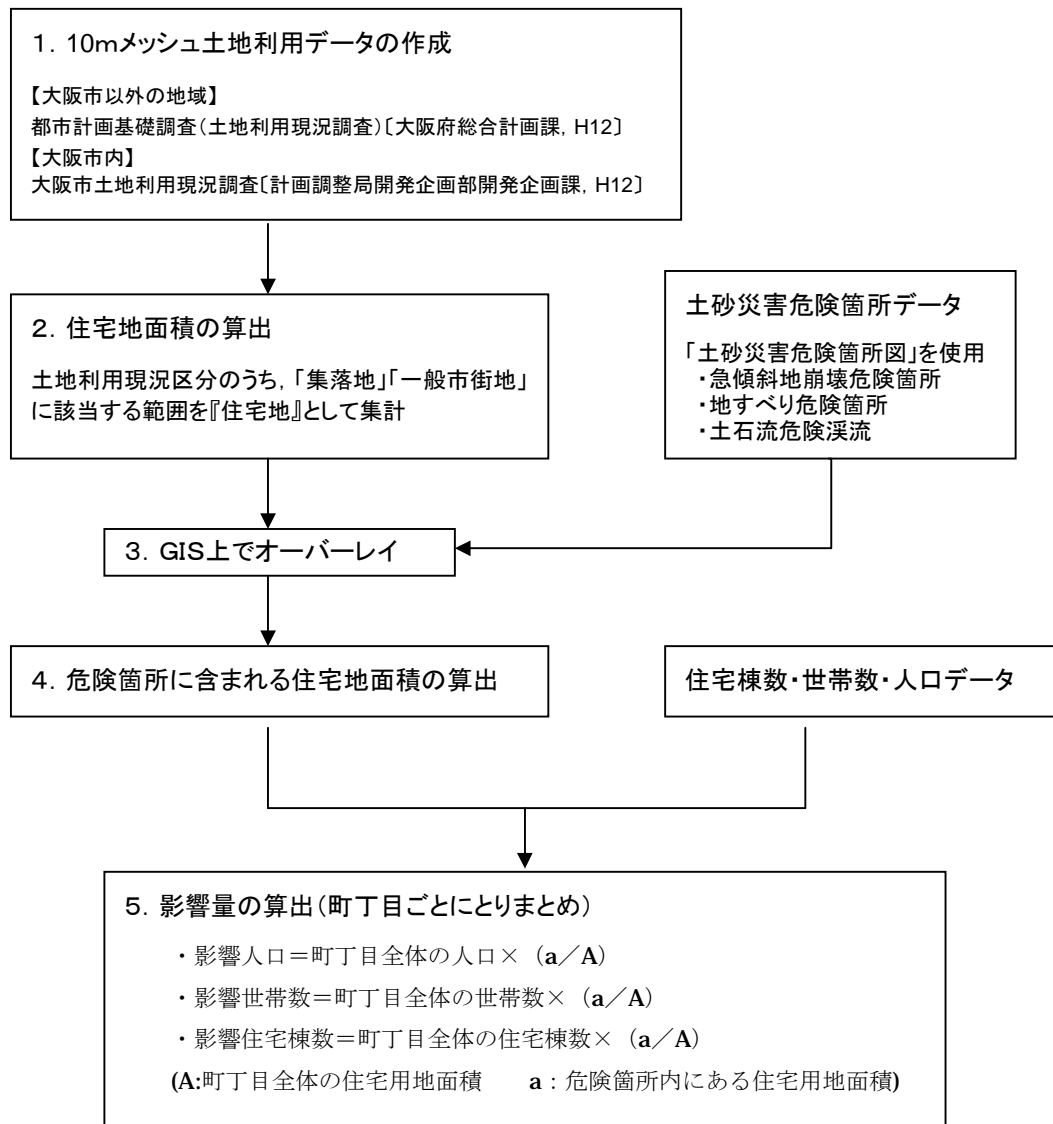 1．10mメッシュ土地利用データの作成
【大阪市以外の地域】
都市計画基礎調査（土地利用現況調査）〔大阪府総合計画課，H12〕
【大阪市内】
大阪市土地利用現況調査〔計画調整局開発企画部開発企画課，H12〕
２．住宅地面積の算出
土地利用現況区分のうち，「集落地」「一般市街地」
に該当する範囲を『住宅地』として集計
土砂災害危険箇所データ
「土砂災害危険箇所図」を使用
・急傾斜地崩壊危険箇所
・地すべり危険箇所
・土石流危険渓流
３．ＧＩＳ上でオーバーレイ
４．危険箇所に含まれる住宅地面積の算出
住宅棟数・世帯数・人口データ
５．影響量の算出（町丁目ごとにとりまとめ）
・影響人口＝町丁目全体の人口×（a／A）
・影響世帯数＝町丁目全体の世帯数×（a／A）
・影響住宅棟数＝町丁目全体の住宅棟数×（a／A）
(A:町丁目全体の住宅用地面積　　a：危険箇所内にある住宅用地面積)